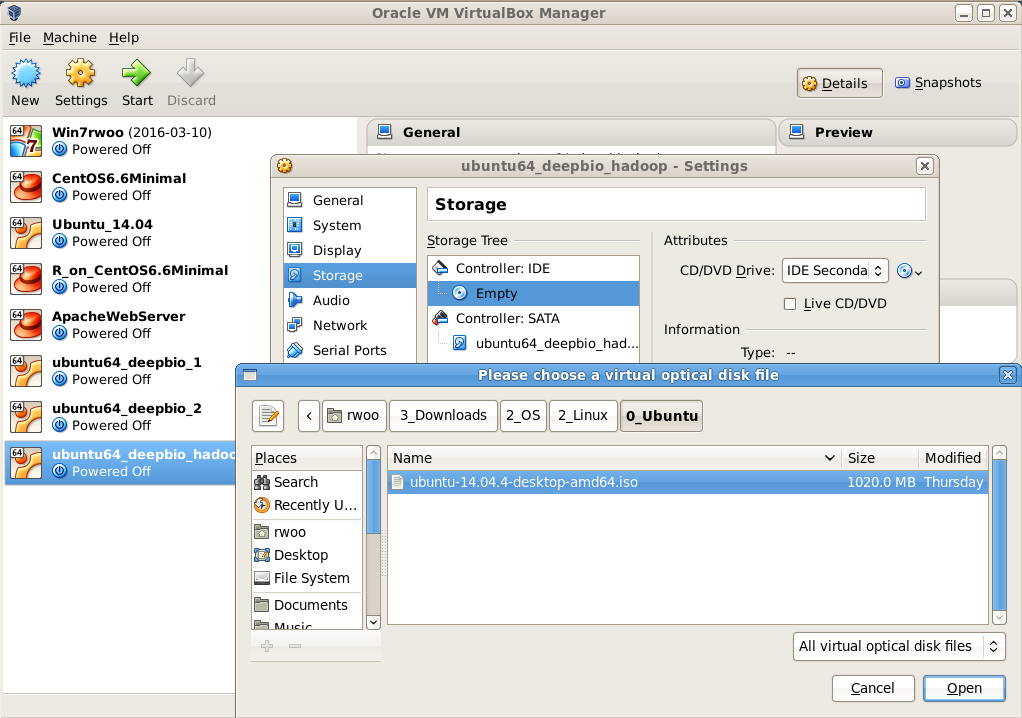 Oracle VM VirtualBox Manager
File Machine Help
New Settings Start Discard
Details Snapshots
Win7rwoo (2016-03-10)
Powered Off
CentOS6.6Minimal
Powered Off
Ubuntu_14.04
Powered Off
R_on_CentOS6.6Minimal
Powered Off
ApacheWebServer
Powered Off
ubuntu64_deepbio_1
Powered Off
ubuntu64_deepbio_2
Powered Off
ubuntu64_deepbio_hadoo
Powered Off
General
Preview
ubuntu64_deepbio_hadoop - Settings
General
System
Display
Storage
Audio
Network
Serial Ports
Storage
Storage Tree
Controller: IDE
Empty
Controller: SATA
ubuntu64_deepbio_had...
Attributes
CD/DVD Drive: IDE Seconda
Live CD/DVD
Information
Type: --
Please choose a virtual optical disk file
< rwoo 3_Downloads 2_OS 2_Linux 0_Ubuntu
Places
Search
Recently U...
rwoo
Desktop
File System
Documents
Music
Name Size Modified
ubuntu-14.04.4-desktop-amd64.iso 1020.0 MB Thursday
All virtual optical disk files
Cancel Open